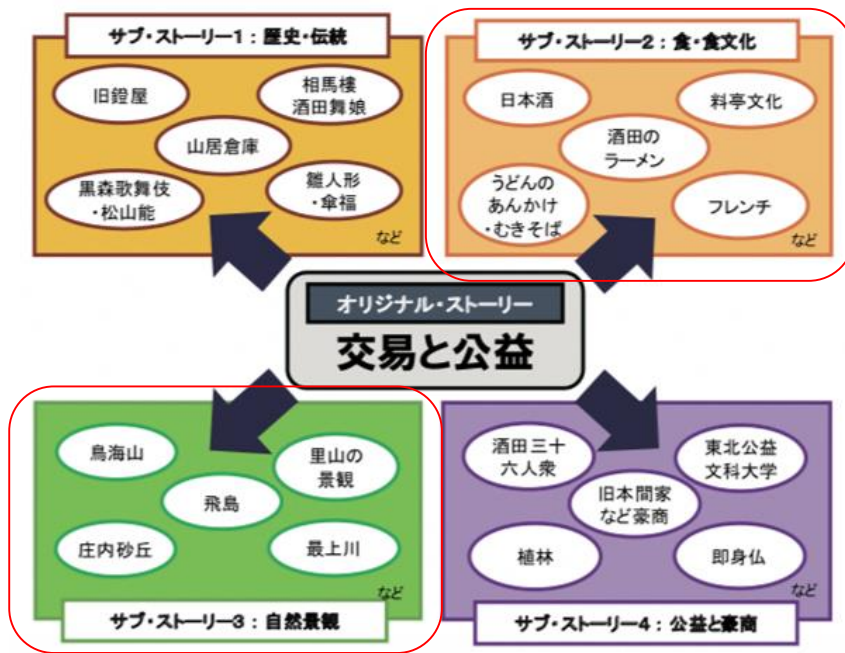 サブ・ストーリー1：歴史・伝統
旧鐙屋
相馬樓
酒田舞娘
山居倉庫
黒森歌舞伎
・松山能
雛人形
・傘福
など
サブ・ストーリー2：食・食文化
日本酒
料亭文化
酒田の
ラーメン
うどんの
あんかけ
・むきそば
フレンチ
など
オリジナル・ストーリー
交易と公益
鳥海山
里山の
景観
飛島
庄内砂丘
最上川
など
サブ・ストーリー3：自然景観
酒田三十
六人衆
東北公益
文科大学
旧本間家
など豪商
植林
即身仏
など
サブ・ストーリー4：公益と豪商